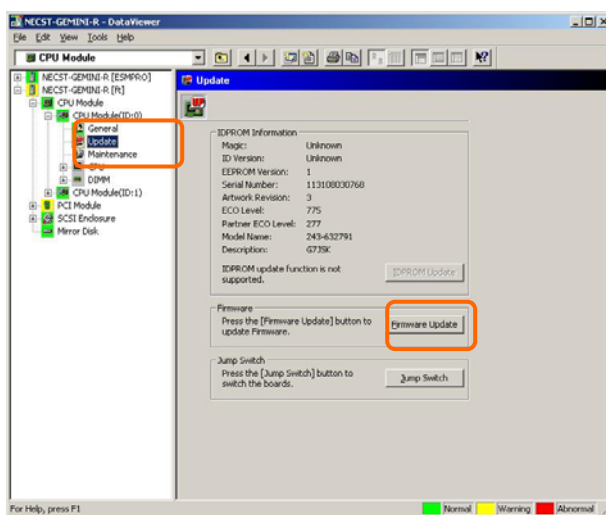 NECST-GEMINI-R - DataViewer
File Edit View Tools Help
CPU Module
NECST-GEMINI-R [ESMPRO]
NECST-GEMINI-R [Ft]
CPU Module
CPU Module(ID:0)
General
Update
Maintenance
CPU
DIMM
CPU Module(ID:1)
PCI Module
SCSI Enclosure
Mirror Disk
Update
IDPROM Information
Magic: Unknown
ID Version: Unknown
EEPROM Version: 1
Serial Number: 113108030768
Artwork Revision: 3
ECO Level: 775
Partner ECO Level: 277
Model Name: 243-632791
Description: G7JSK
IDPROM update function is not
supported.
IDPROM Update
Firmware
Press the [Firmware Update] button to
update Firmware.
Firmware Update
Jump Switch
Press the [Jump Switch] button to
switch the boards.
Jump Switch
For Help, press F1
Normal Warning Abnormal